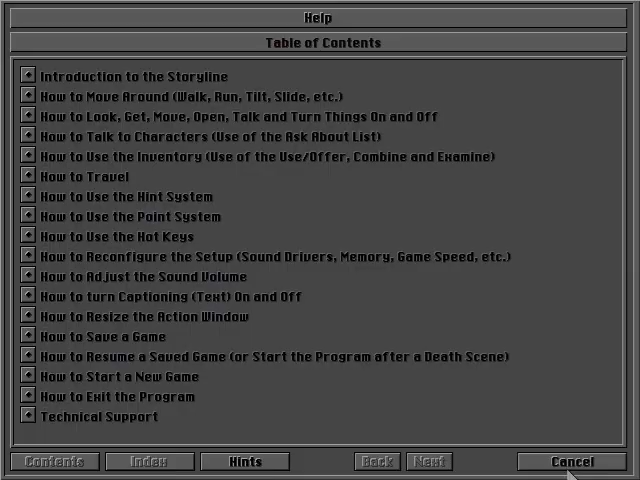 Help
Table of Contents
Introduction to the Storyline
How to Move Around (Walk, Run, Tilt, Slide, etc.)
How to Look, Get, Move, Open, Talk and Turn Things On and Off
How to Talk to Characters (Use of the Ask About List)
How to Use the Inventory (Use of the Use/Offer, Combine and Examine)
How to Travel
How to Use the Hint System
How to Use the Point System
How to Use the Hot Keys
How to Reconfigure the Setup (Sound Drivers, Memory, Game Speed, etc.)
How to Adjust the Sound Volume
How to turn Captioning (Text) On and Off
How to Resize the Action Window
How to Save a Game
How to Resume a Saved Game (or Start the Program after a Death Scene)
How to Start a New Game
How to Exit the Program
Technical Support
Contents Index Hints Back Next Cancel